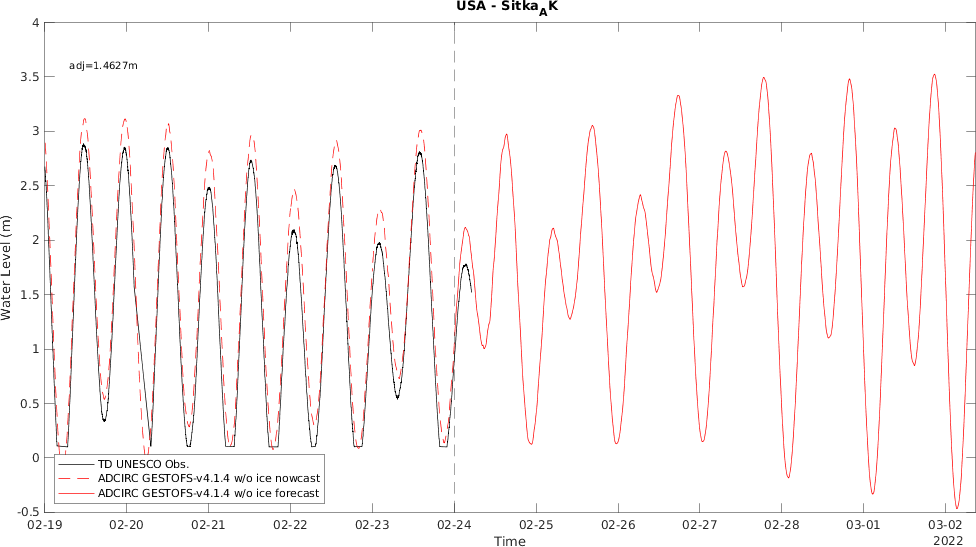 USA - SitkaAK
4
3.5
3
2.5
2
1.5
1
0.5
0
-0.5
Water Level (m)
adj=1.4627m
TD UNESCO Obs.
ADCIRC GESTOFS-v4.1.4 w/o ice nowcast
ADCIRC GESTOFS-v4.1.4 w/o ice forecast
02-19 02-20 02-21 02-22 02-23 02-24 02-25 02-26 02-27 02-28 03-01 03-02
Time 2022